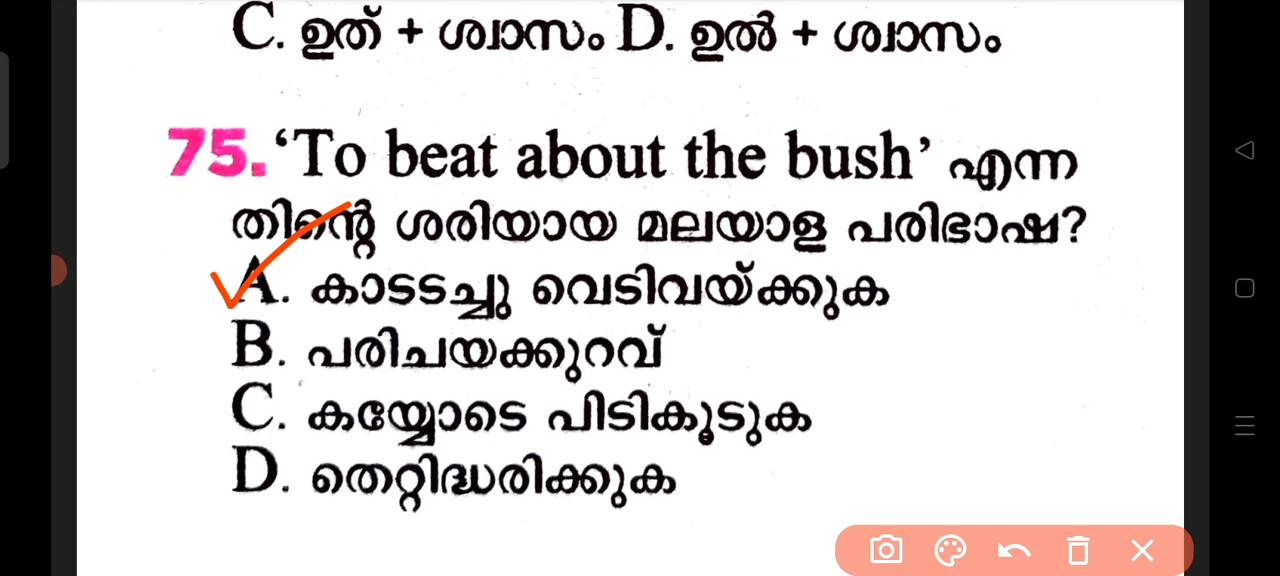 C. ഉത് + ശ്വാസം D. ഉൽ + ശ്വാസം
75. ‘To beat about the bush’ എന്ന
തിന്റെ ശരിയായ മലയാള പരിഭാഷ?
A. കാടടച്ചു വെടിവയ്ക്കുക
B. പരിചയക്കുറവ്
C. കയ്യോടെ പിടികൂടുക
D. തെറ്റിദ്ധരിക്കുക